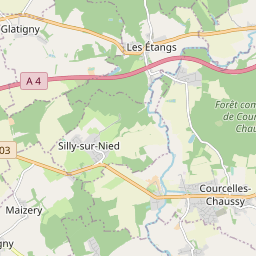 Glatigny
Les Étangs
A 4
Forêt com
de Cour
Chau
03
Silly-sur-Nied
Courcelles-
Chaussy
Maizery
gny